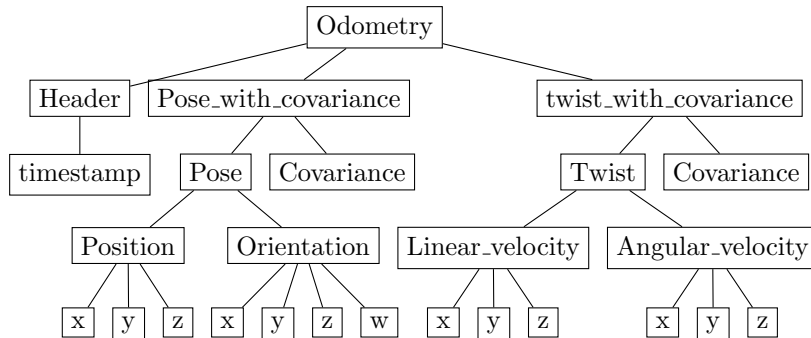 Odometry
Header Pose_with_covariance twist_with_covariance
timestamp Pose Covariance Twist Covariance
Position Orientation Linear_velocity Angular_velocity
x y z x y z w x y z x y z